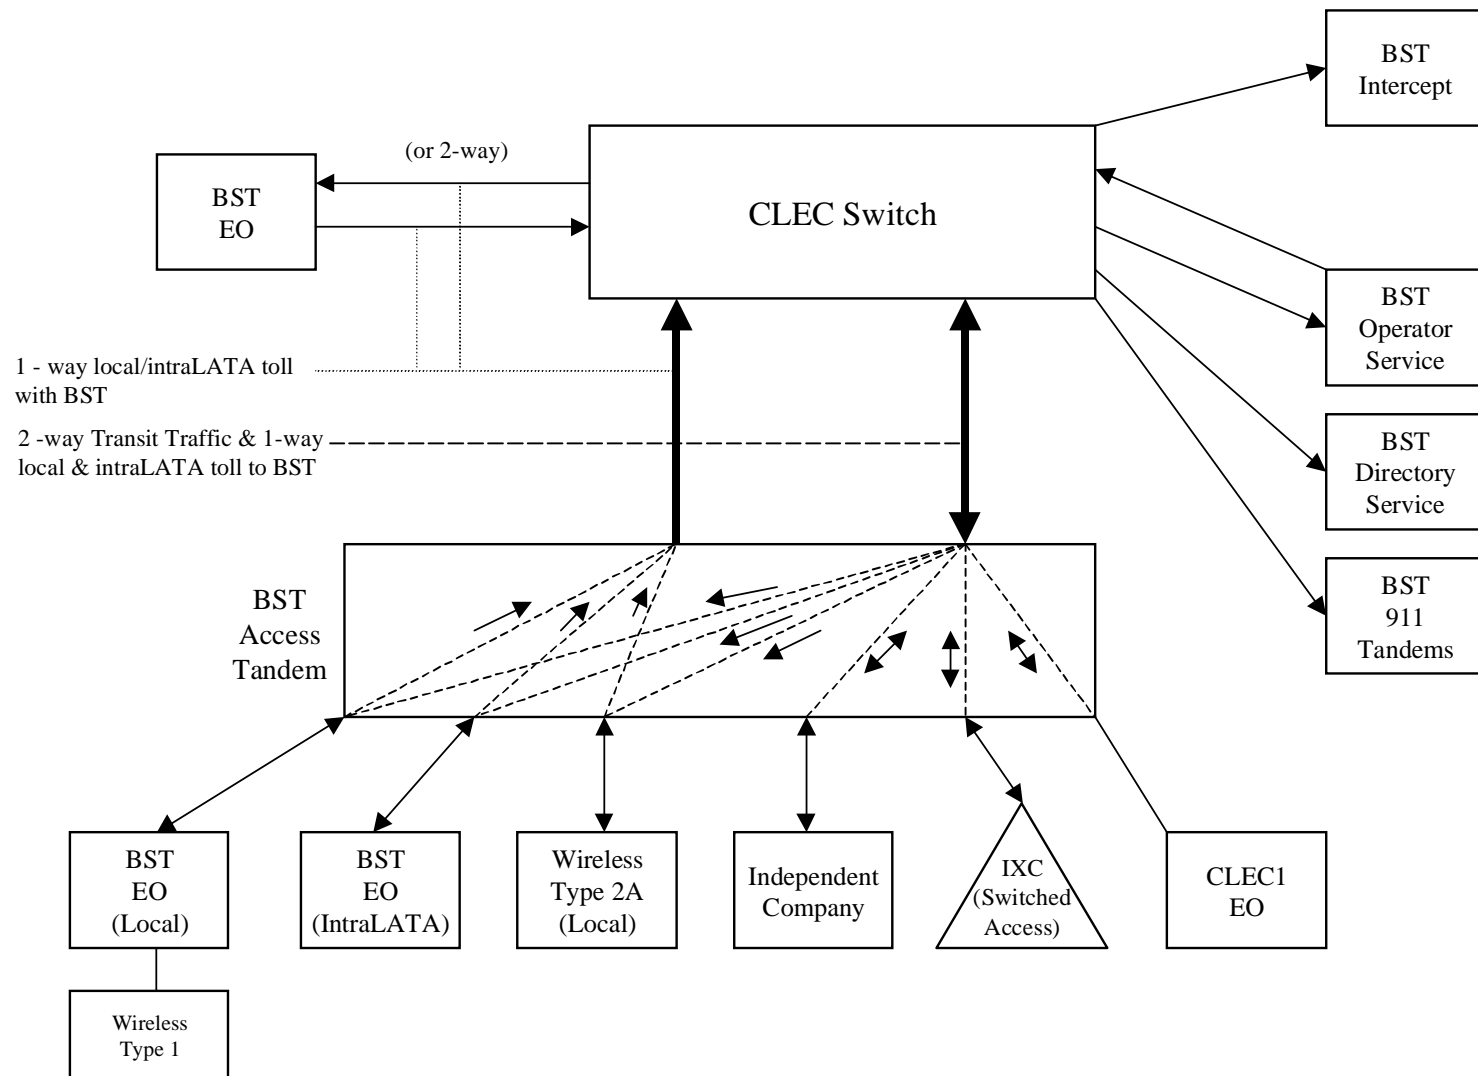 BST
Intercept
(or 2-way)
BST
EO
CLEC Switch
BST
Operator
Service
1 - way local/intraLATA toll
with BST
2 -way Transit Traffic & 1-way
local & intraLATA toll to BST
BST
Directory
Service
BST
Access
Tandem
BST
911
Tandems
BST
EO
(Local)
BST
EO
(IntraLATA)
Wireless
Type 2A
(Local)
Independent
Company
IXC
(Switched
Access)
CLEC1
EO
Wireless
Type 1